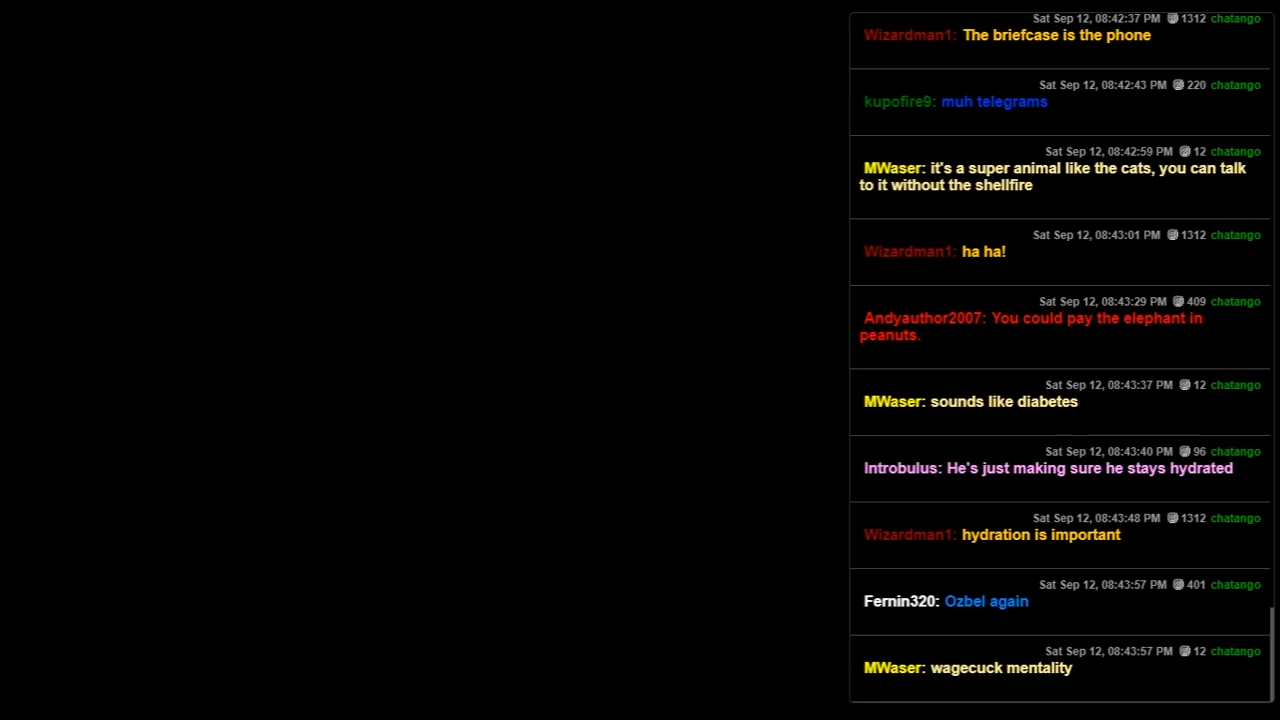 Sat Sep 12, 08:42:37 PM 1312 chatango
Wizardman1: The briefcase is the phone
Sat Sep 12, 08:42:43 PM 220 chatango
kupofire9: muh telegrams
Sat Sep 12, 08:42:59 PM 12 chatango
MWaser: it's a super animal like the cats, you can talk
to it without the shellfire
Sat Sep 12, 08:43:01 PM 1312 chatango
Wizardman1: ha ha!
Sat Sep 12, 08:43:29 PM 409 chatango
Andyauthor2007: You could pay the elephant in
peanuts.
Sat Sep 12, 08:43:37 PM 12 chatango
MWaser: sounds like diabetes
Sat Sep 12, 08:43:40 PM 96 chatango
Introbulus: He's just making sure he stays hydrated
Sat Sep 12, 08:43:48 PM 1312 chatango
Wizardman1: hydration is important
Sat Sep 12, 08:43:57 PM 401 chatango
Fernin320: Ozbel again
Sat Sep 12, 08:43:57 PM 12 chatango
MWaser: wagecuck mentality